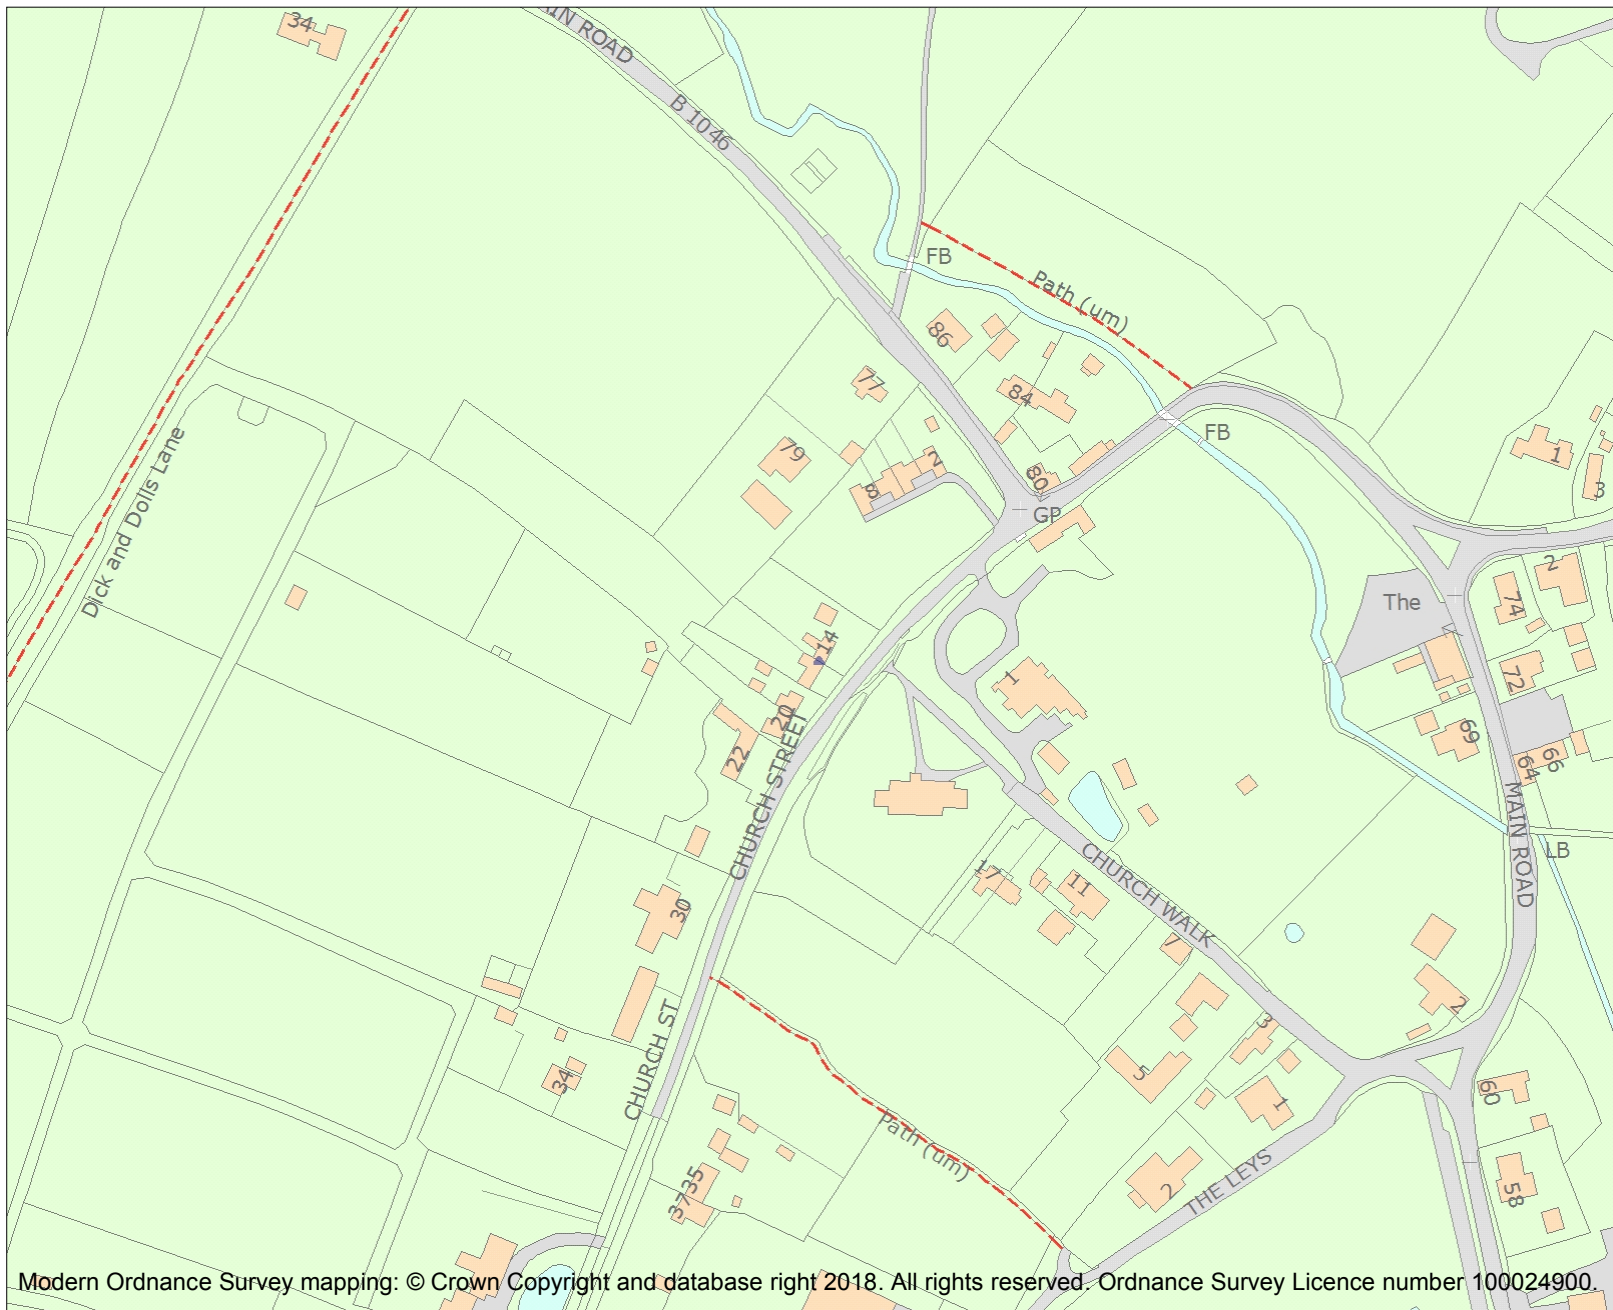 34
IN ROAD
B 1046
FB
Path (um)
86
77
84
FB
79
2
8
80
GP
1
3
Dick and Dolls Lane
The
2
74
14
1
72
20
22
CHURCH STREET
69
66
64
MAIN ROAD
LB
17
11
CHURCH WALK
30
7
2
3
CHURCH ST
34
5
1
60
Path (um)
35
37
2
THE LEYS
58
Modern Ordnance Survey mapping: © Crown Copyright and database right 2018. All rights reserved. Ordnance Survey Licence number 100024900.